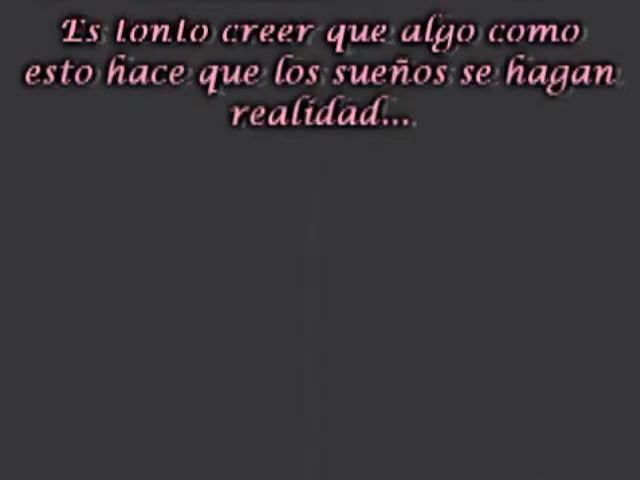 Es tonto creer que algo como
esto hace que los sueños se hagan
realidad...